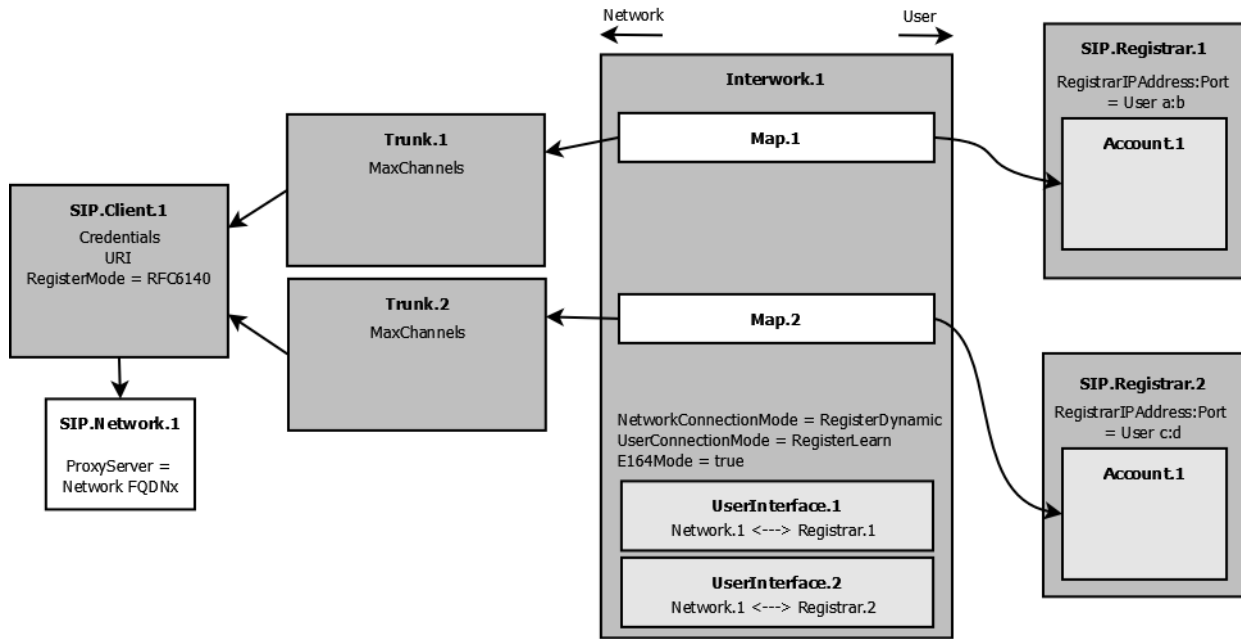 Network
User
SIP.Registrar.1
RegistrarIPAddress:Port
= User a:b
Account.1
Interwork.1
Map.1
Trunk.1
MaxChannels
SIP.Client.1
Credentials
URI
RegisterMode = RFC6140
Trunk.2
MaxChannels
Map.2
SIP.Registrar.2
RegistrarIPAddress:Port
= User c:d
Account.1
SIP.Network.1
ProxyServer =
Network FQDNx
NetworkConnectionMode = RegisterDynamic
UserConnectionMode = RegisterLearn
E164Mode = true
UserInterface.1
Network.1 <---> Registrar.1
UserInterface.2
Network.1 <---> Registrar.2